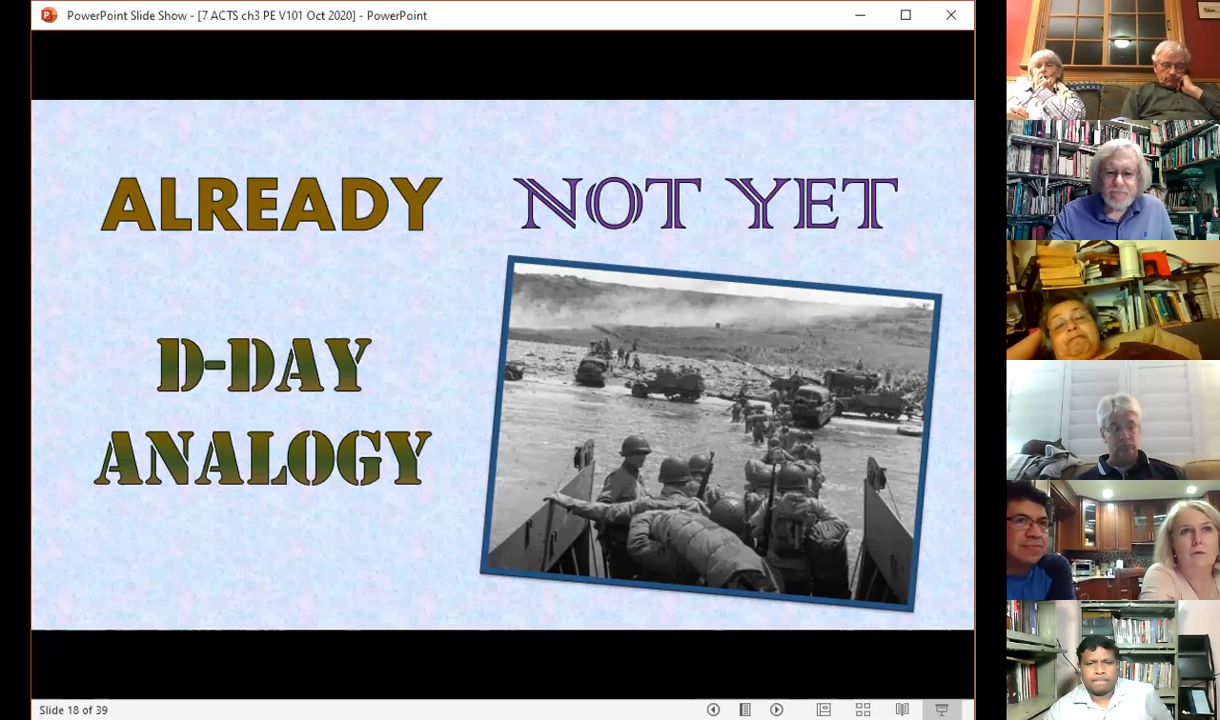 PowerPoint Slide Show - [7 ACTS ch3 PE V101 Oct 2020] - PowerPoint
ALREADY NOT YET
D-DAY
ANALOGY
Slide 18 of 39